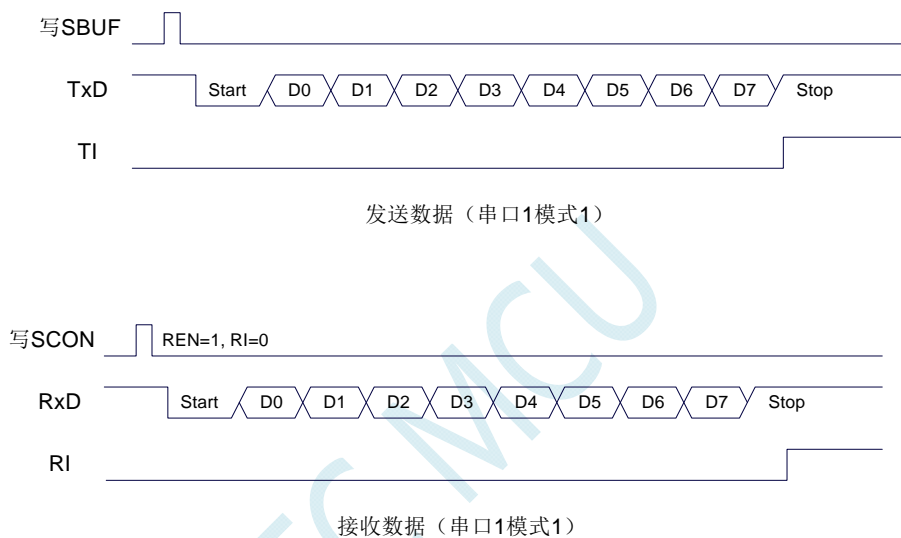 写SBUF
TxD Start D0 D1 D2 D3 D4 D5 D6 D7 Stop
TI
发送数据（串口1模式1）
写SCON REN=1, RI=0
RxD Start D0 D1 D2 D3 D4 D5 D6 D7 Stop
RI
接收数据（串口1模式1）
MCU